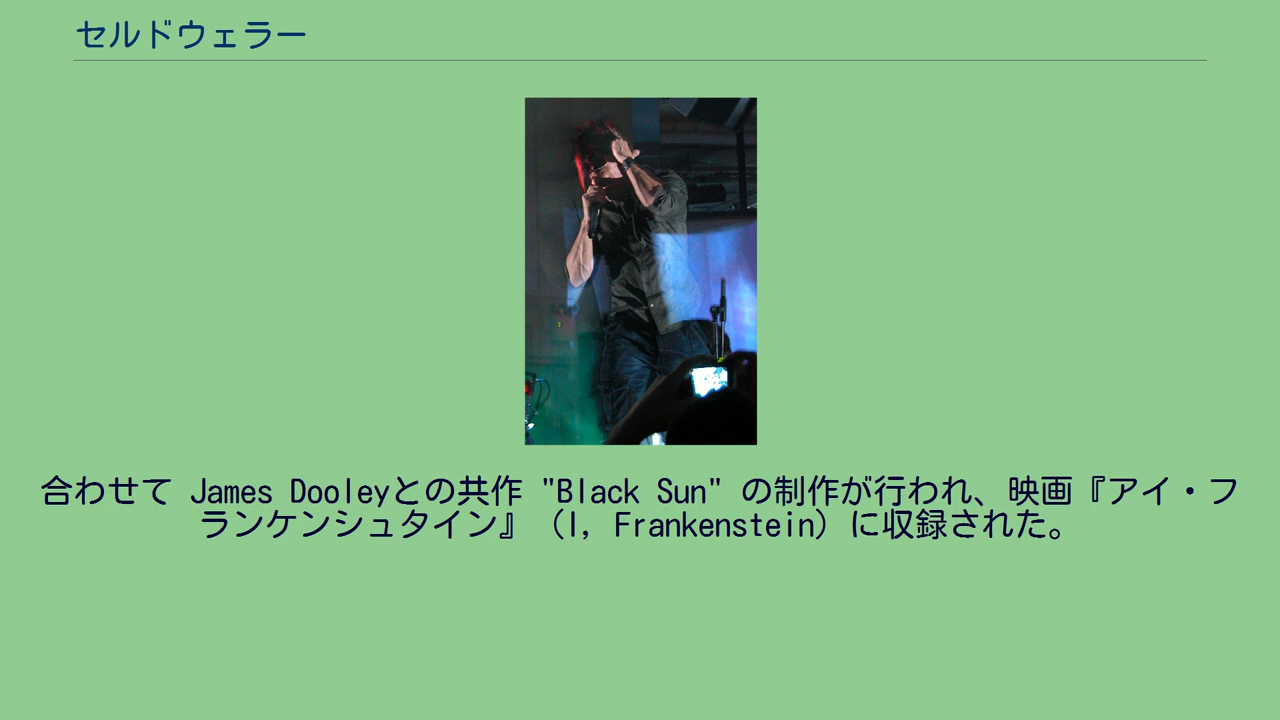 セルドウェラー
合わせて James Dooleyとの共作 "Black Sun" の制作が行われ、映画『アイ・フ
ランケンシュタイン』（I, Frankenstein）に収録された。